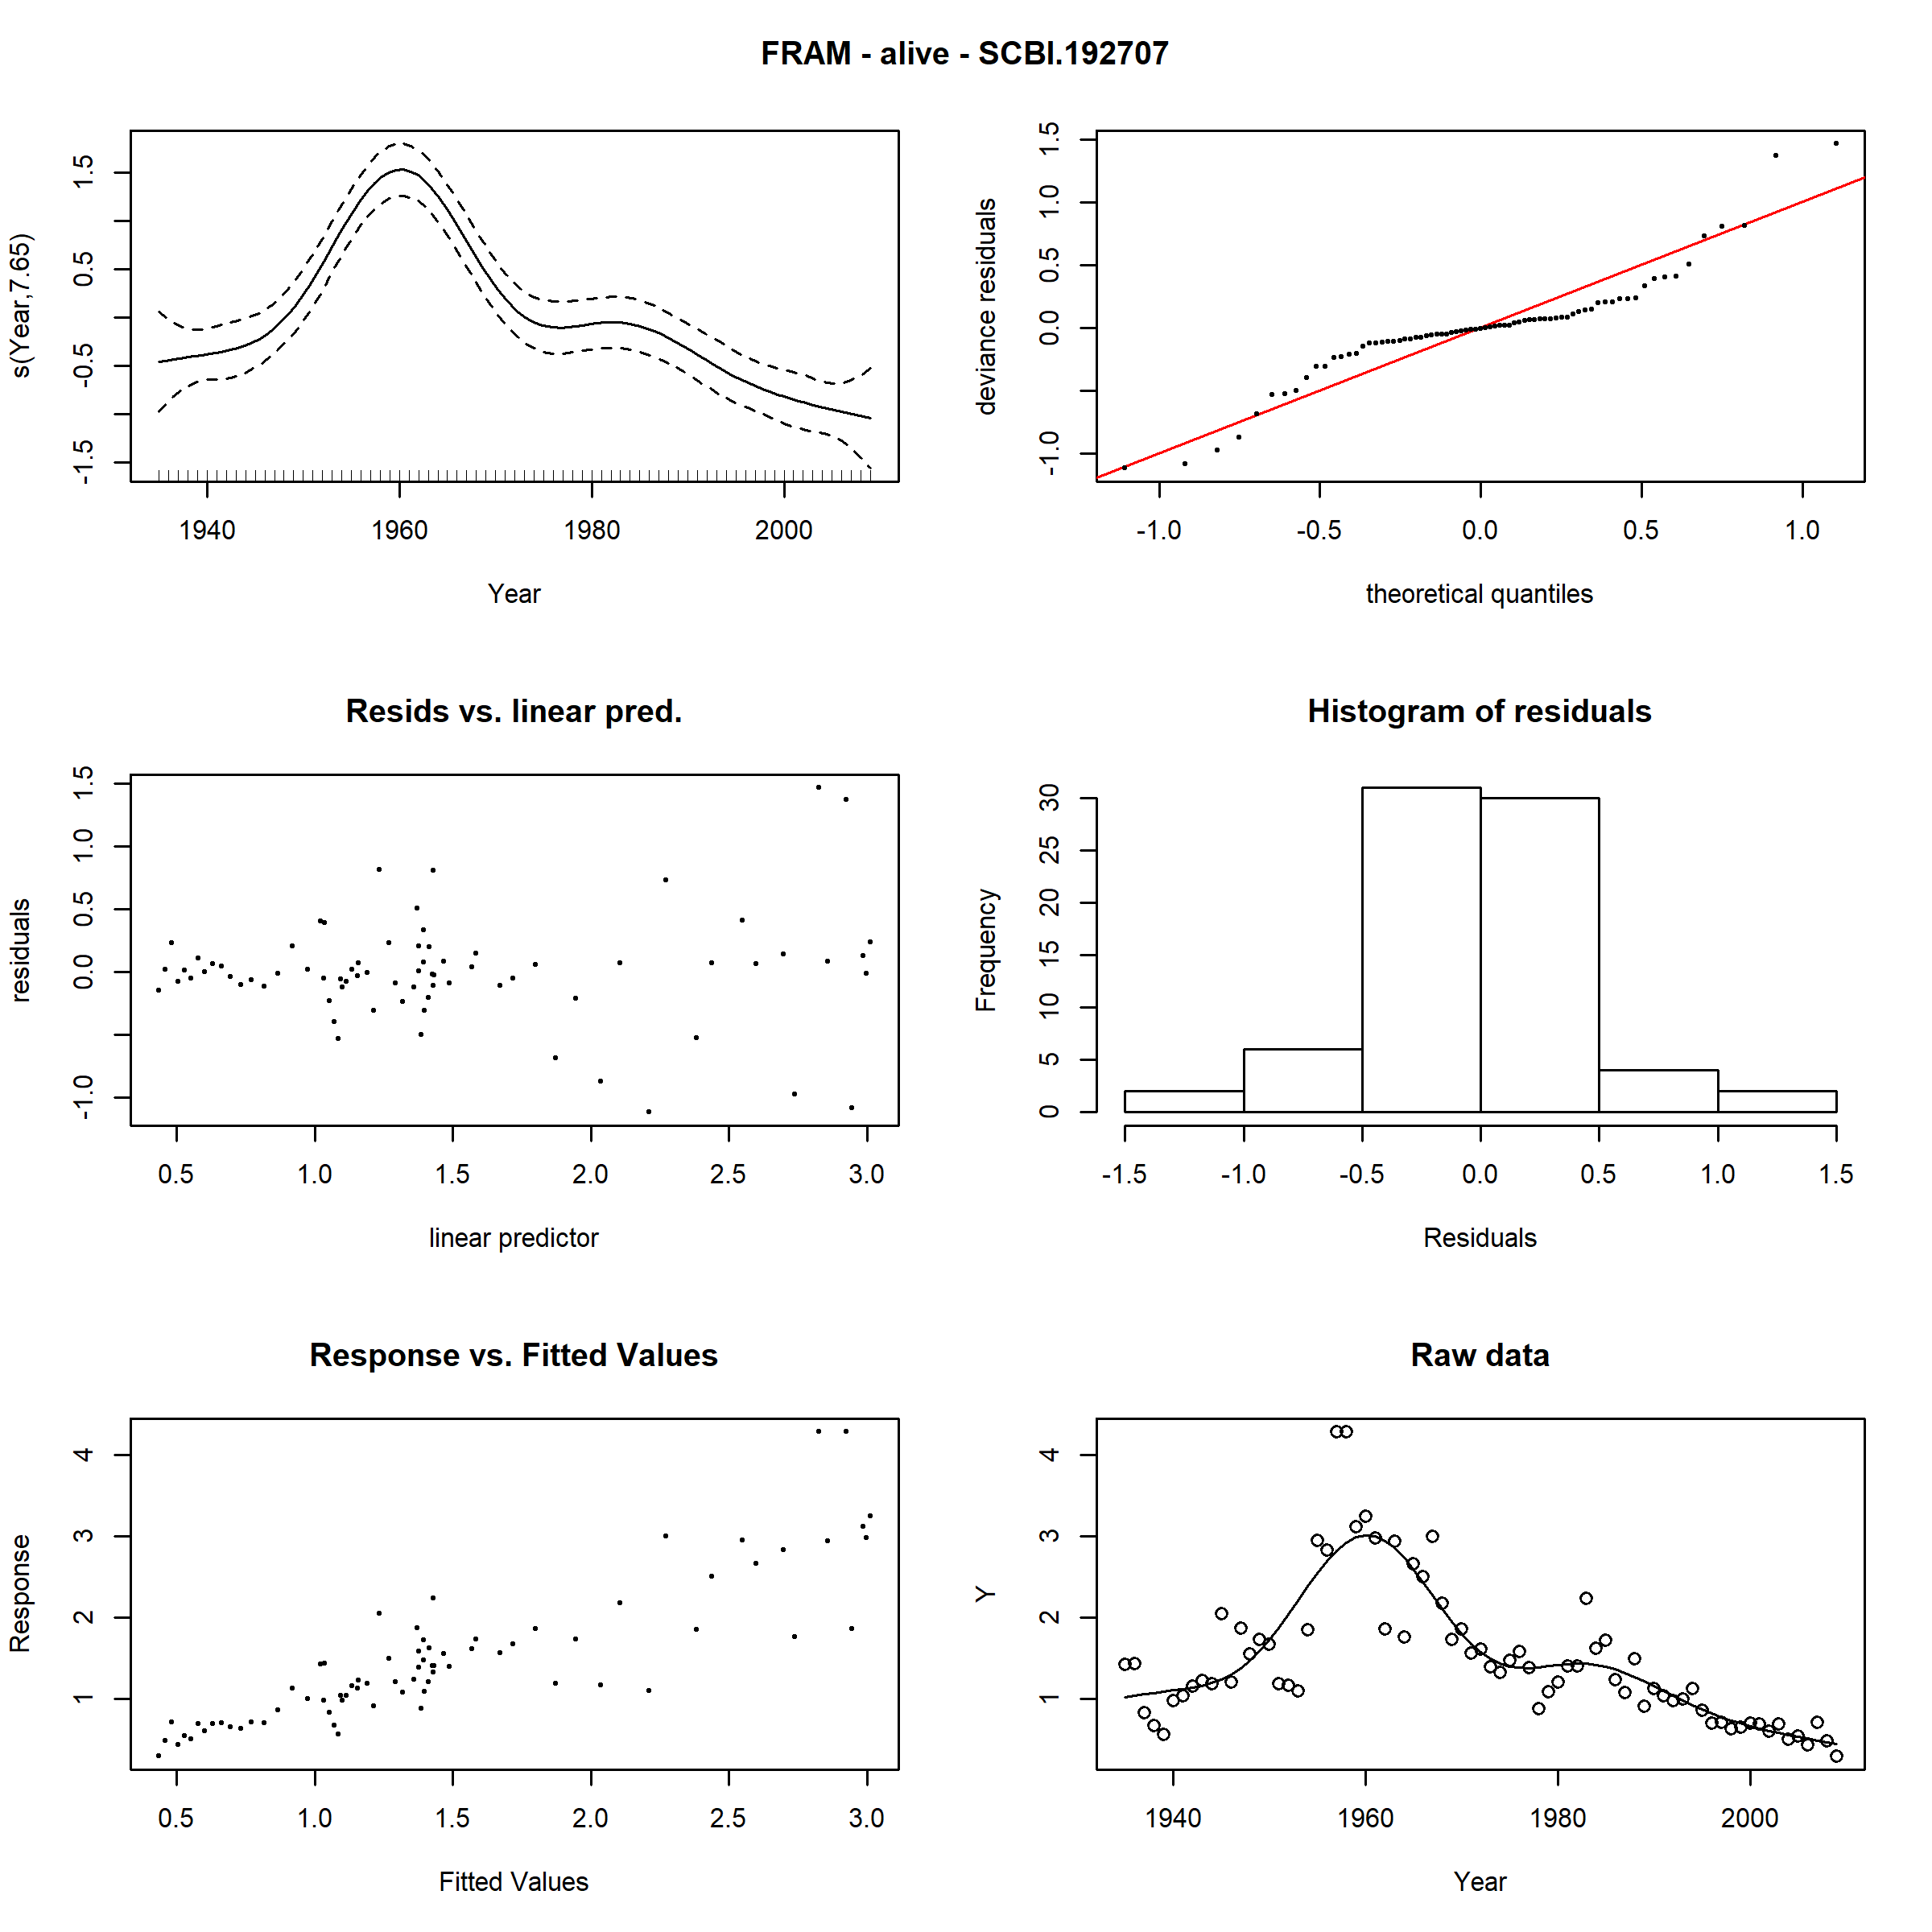 FRAM - alive - SCBI.192707
s(Year,7.65)
1.5
0.5
-0.5
-1.5
1940 1960 1980 2000
Year
deviance residuals
1.5
1.0
0.5
0.0
-1.0
-1.0 -0.5 0.0 0.5 1.0
theoretical quantiles
Resids vs. linear pred.
residuals
1.5
1.0
0.5
0.0
-1.0
0.5 1.0 1.5 2.0 2.5 3.0
linear predictor
Histogram of residuals
Frequency
30
25
20
15
10
5
0
-1.5 -1.0 -0.5 0.0 0.5 1.0 1.5
Residuals
Response vs. Fitted Values
Response
4
3
2
1
0.5 1.0 1.5 2.0 2.5 3.0
Fitted Values
Raw data
Y
4
3
2
1
1940 1960 1980 2000
Year